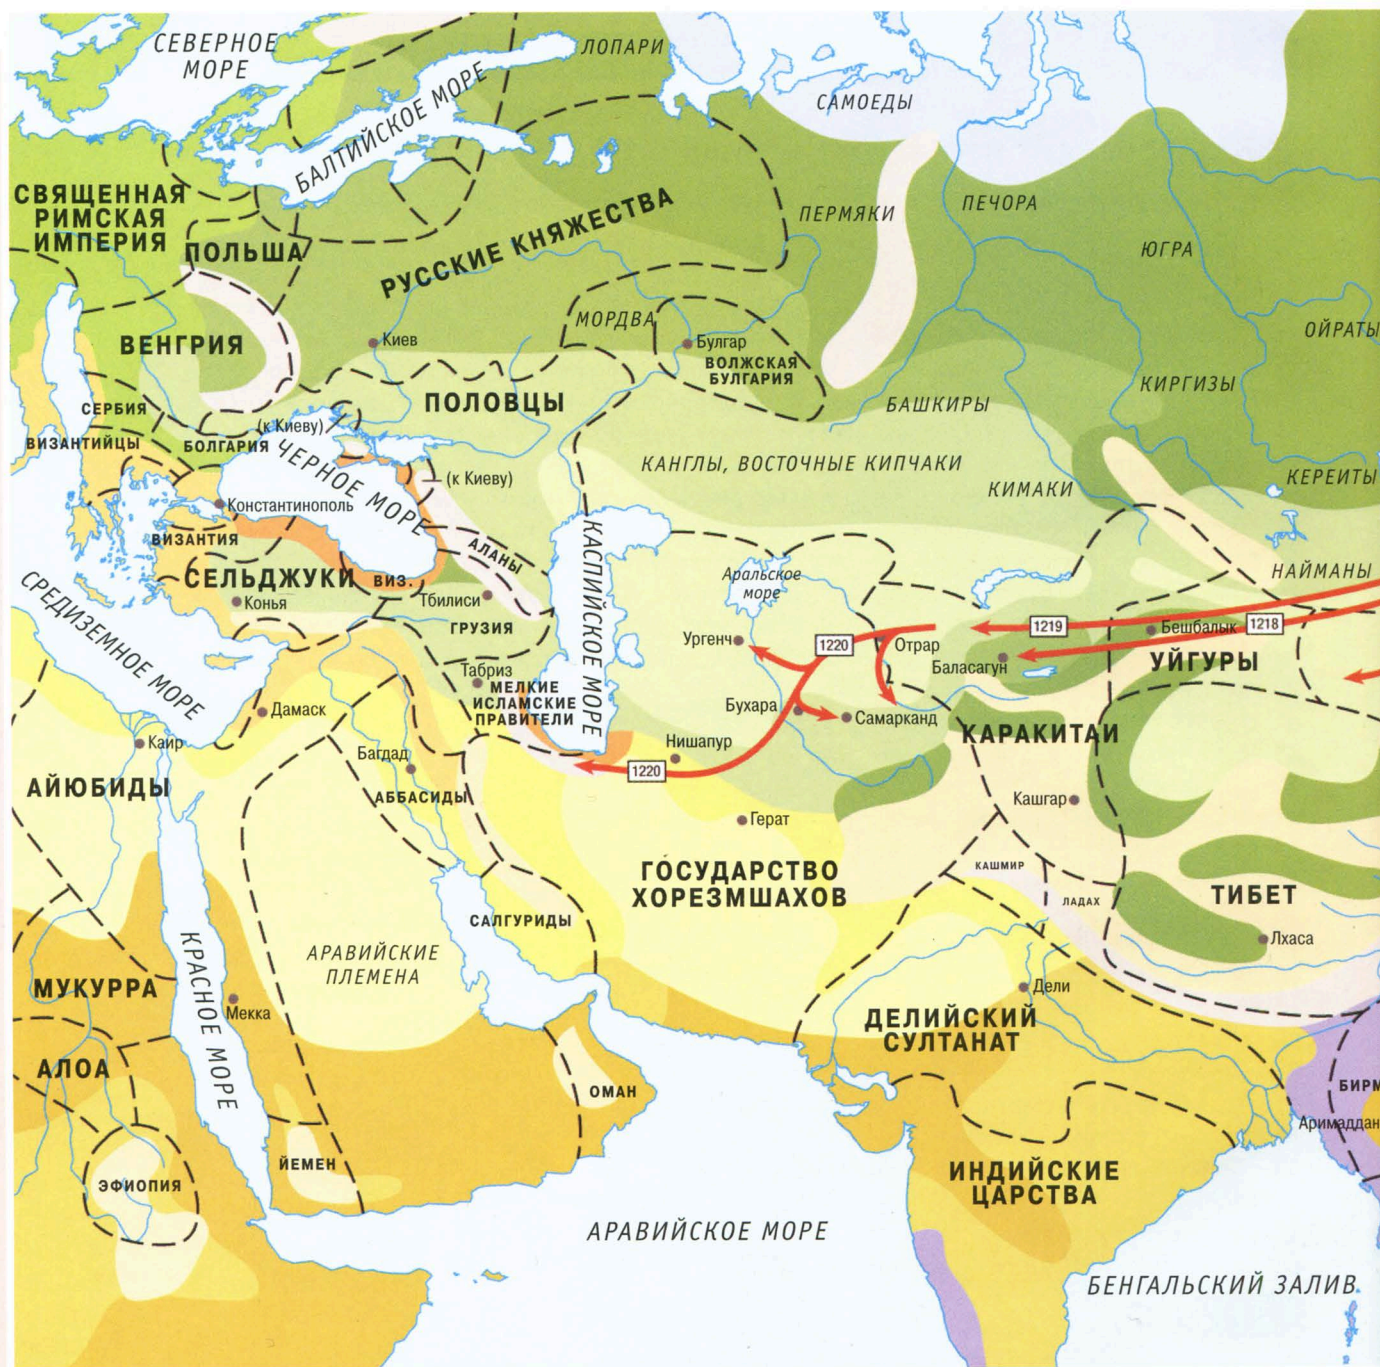 СЕВЕРНОЕ
МОРЕ
ЛОПАРИ
БАЛТИЙСКОЕ МОРЕ
САМОЕДЫ
СВЯЩЕННАЯ
РИМСКАЯ
ИМПЕРИЯ
ПОЛЬША
РУССКИЕ КНЯЖЕСТВА
ПЕРМЯКИ
ПЕЧОРА
ЮГРА
ОЙРАТЫ
ВЕНГРИЯ
Киев
МОРДВА
Булгар
ВОЛЖСКАЯ
БУЛГАРИЯ
КИРГИЗЫ
ПОЛОВЦЫ
БАШКИРЫ
СЕРБИЯ
ВИЗАНТИЙЦЫ
БОЛГАРИЯ
(к Киеву)
ЧЕРНОЕ МОРЕ
(к Киеву)
КАНГЛЫ, ВОСТОЧНЫЕ КИПЧАКИ
КИМАКИ
КЕРЕИТЫ
Константинополь
ВИЗАНТИЯ
АЛАНЫ
КАСПИЙСКОЕ МОРЕ
НАЙМАНЫ
СЕЛЬДЖУКИ
ВИЗ.
Аральское
море
СРЕДИЗЕМНОЕ МОРЕ
Конья
Тбилиси
ГРУЗИЯ
Ургенч
1220
Отрар
1219
Бешбалык
1218
Баласагун
УЙГУРЫ
Табриз
МЕЛКИЕ
ИСЛАМСКИЕ
ПРАВИТЕЛИ
Дамаск
Бухара
Самарканд
КАРАКИТАИ
Каир
Багдад
Нишапур
1220
АЙЮБИДЫ
АББАСИДЫ
Кашгар
Герат
ГОСУДАРСТВО
ХОРЕЗМШАХОВ
КАШМИР
ЛАДАХ
ТИБЕТ
САЛГУРИДЫ
Лхаса
КРАСНОЕ МОРЕ
АРАВИЙСКИЕ
ПЛЕМЕНА
МУКУРРА
Мекка
Дели
ДЕЛИЙСКИЙ
СУЛТАНАТ
АЛОА
ОМАН
БИРМ
Аримаддан
ЭФИОПИЯ
ЙЕМЕН
ИНДИЙСКИЕ
ЦАРСТВА
АРАВИЙСКОЕ МОРЕ
БЕНГАЛЬСКИЙ ЗАЛИВ